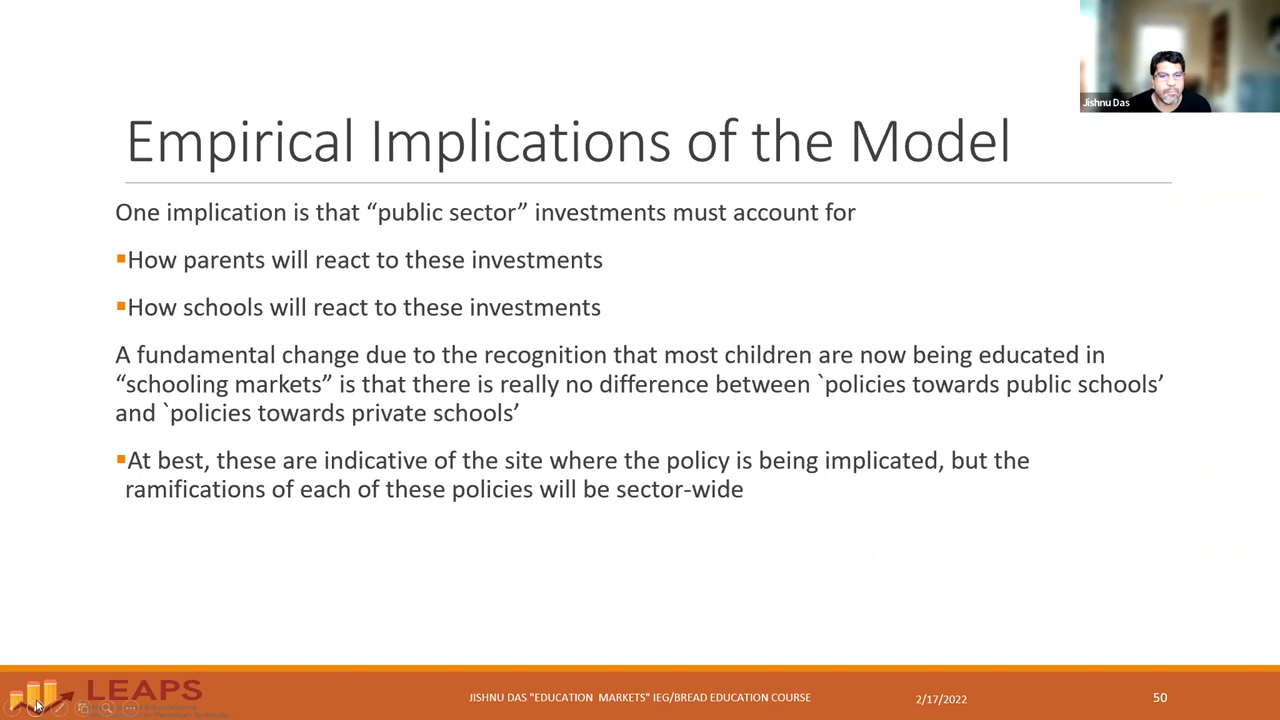 Jishnu Das
Empirical Implications of the Model
One implication is that “public sector” investments must account for
▪How parents will react to these investments
▪How schools will react to these investments
A fundamental change due to the recognition that most children are now being educated in
“schooling markets” is that there is really no difference between `policies towards public schools’
and `policies towards private schools’
▪At best, these are indicative of the site where the policy is being implicated, but the
ramifications of each of these policies will be sector-wide
LEAPS
JISHNU DAS "EDUCATION MARKETS" IEG/BREAD EDUCATION COURSE
2/17/2022
50